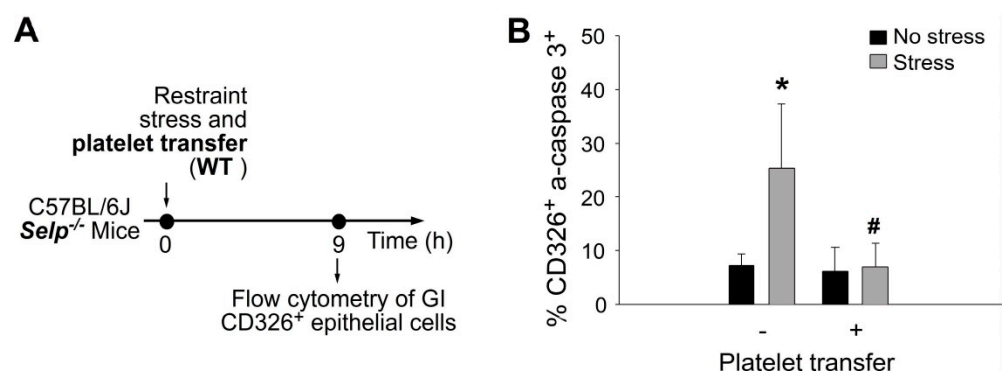 A
Restraint
stress and
platelet transfer
(WT )
C57BL/6J
Selp-/- Mice
0
9
Time (h)
Flow cytometry of GI
CD326+ epithelial cells
B
% CD326+ a-caspase 3+
50
40
30
20
10
0
No stress
Stress
*
#
-
+
Platelet transfer